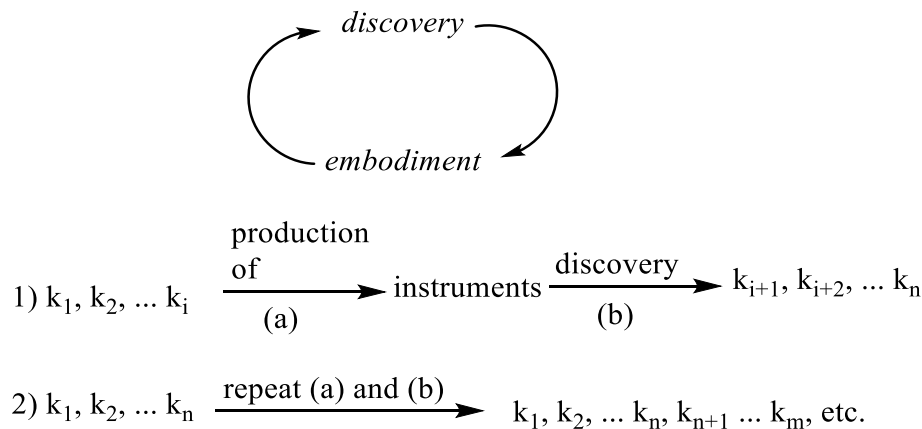 discovery
embodiment
production
of
1) k₁, k₂, ... kᵢ instruments discovery kᵢ₊₁, kᵢ₊₂, ... kₙ
(a) (b)
2) k₁, k₂, ... kₙ repeat (a) and (b) k₁, k₂, ... kₙ, kₙ₊₁ ... kₘ, etc.